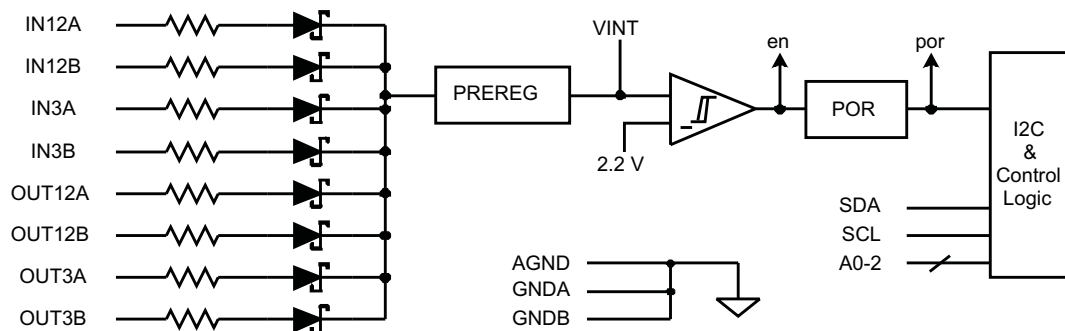 IN12A
IN12B
IN3A
IN3B
OUT12A
OUT12B
OUT3A
OUT3B
PREREG
VINT
2.2 V
en
POR
por
I2C
&
Control
Logic
SDA
SCL
A0-2
AGND
GNDA
GNDB